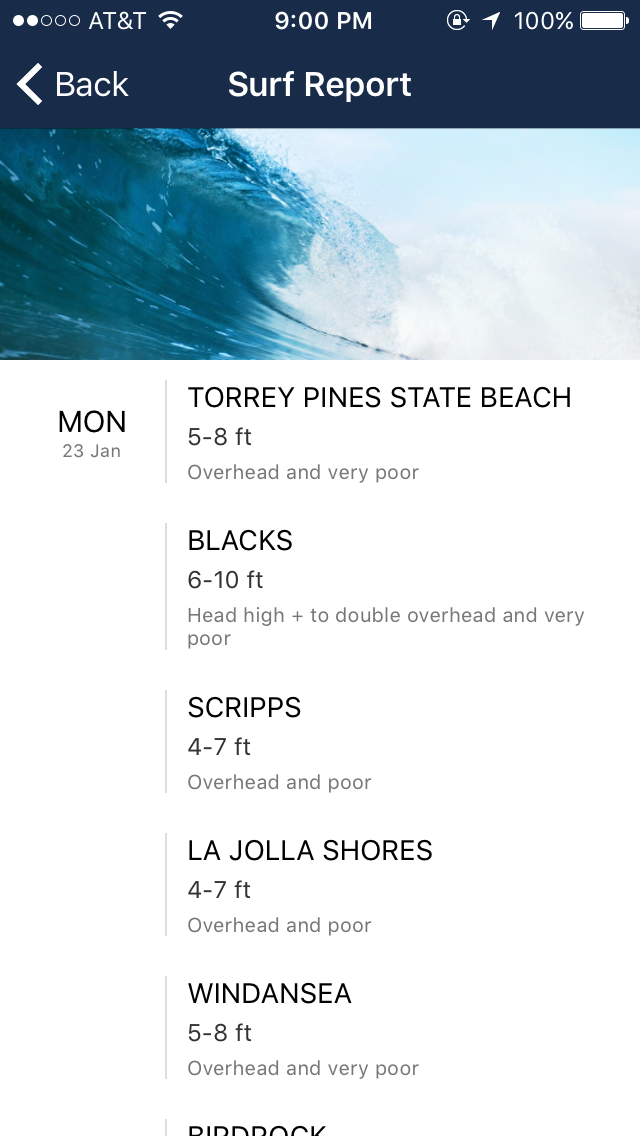 AT&T 9:00 PM 100%
Back Surf Report
MON
23 Jan
TORREY PINES STATE BEACH
5-8 ft
Overhead and very poor
BLACKS
6-10 ft
Head high + to double overhead and very
poor
SCRIPPS
4-7 ft
Overhead and poor
LA JOLLA SHORES
4-7 ft
Overhead and poor
WINDANSEA
5-8 ft
Overhead and very poor
BIRDROCK